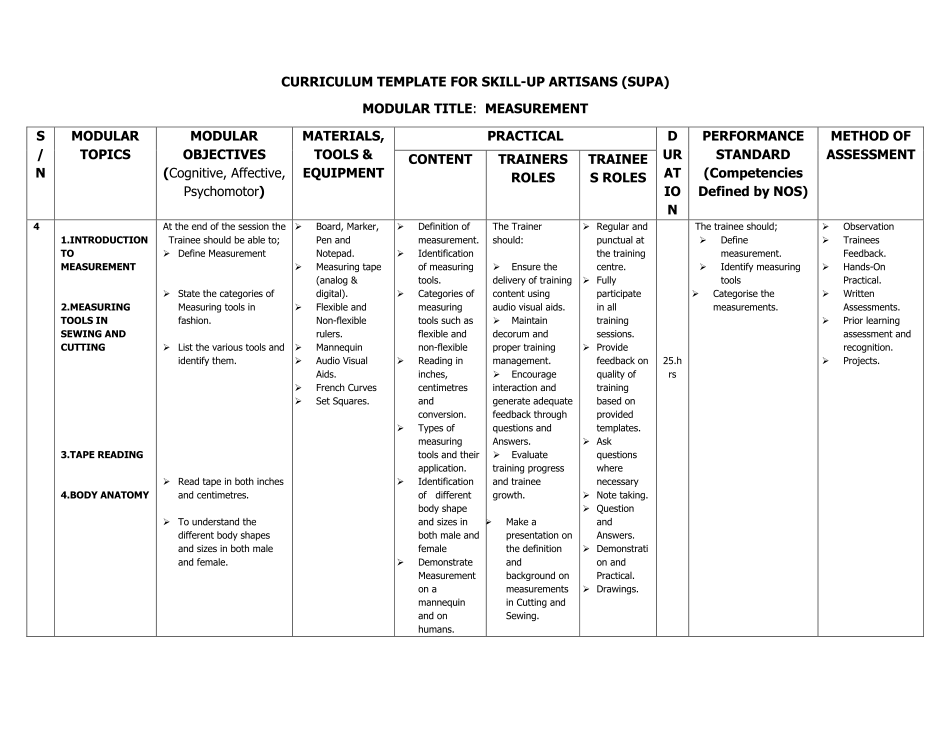 CURRICULUM TEMPLATE FOR SKILL-UP ARTISANS (SUPA)
MODULAR TITLE: MEASUREMENT
S
/
N
MODULAR
TOPICS
MODULAR
OBJECTIVES
(Cognitive, Affective,
Psychomotor)
MATERIALS,
TOOLS &
EQUIPMENT
PRACTICAL
CONTENT
TRAINERS
ROLES
TRAINEE
S ROLES
D
UR
AT
IO
N
PERFORMANCE
STANDARD
(Competencies
Defined by NOS)
METHOD OF
ASSESSMENT
4
1.INTRODUCTION
TO
MEASUREMENT
2.MEASURING
TOOLS IN
SEWING AND
CUTTING
3.TAPE READING
4.BODY ANATOMY
At the end of the session the
Trainee should be able to;
➢ Define Measurement
➢ State the categories of
Measuring tools in
fashion.
➢ List the various tools and
identify them.
➢ Read tape in both inches
and centimetres.
➢ To understand the
different body shapes
and sizes in both male
and female.
➢ Board, Marker,
Pen and
Notepad.
➢ Measuring tape
(analog &
digital).
➢ Flexible and
Non-flexible
rulers.
➢ Mannequin
➢ Audio Visual
Aids.
➢ French Curves
➢ Set Squares.
➢ Definition of
measurement.
➢ Identification
of measuring
tools.
➢ Categories of
measuring
tools such as
flexible and
non-flexible
➢ Reading in
inches,
centimetres
and
conversion.
➢ Types of
measuring
tools and their
application.
➢ Identification
of different
body shape
and sizes in
both male and
female
➢ Demonstrate
Measurement
on a
mannequin
and on
humans.
The Trainer
should:
➢ Ensure the
delivery of training
content using
audio visual aids.
➢ Maintain
decorum and
proper training
management.
➢ Encourage
interaction and
generate adequate
feedback through
questions and
Answers.
➢ Evaluate
training progress
and trainee
growth.
➢ Make a
presentation on
the definition
and
background on
measurements
in Cutting and
Sewing.
➢ Regular and
punctual at
the training
centre.
➢ Fully
participate
in all
training
sessions.
➢ Provide
feedback on
quality of
training
based on
provided
templates.
➢ Ask
questions
where
necessary
➢ Note taking.
➢ Question
and
Answers.
➢ Demonstrati
on and
Practical.
➢ Drawings.
25.h
rs
The trainee should;
➢ Define
measurement.
➢ Identify measuring
tools
➢ Categorise the
measurements.
➢ Observation
➢ Trainees
Feedback.
➢ Hands-On
Practical.
➢ Written
Assessments.
➢ Prior learning
assessment and
recognition.
➢ Projects.